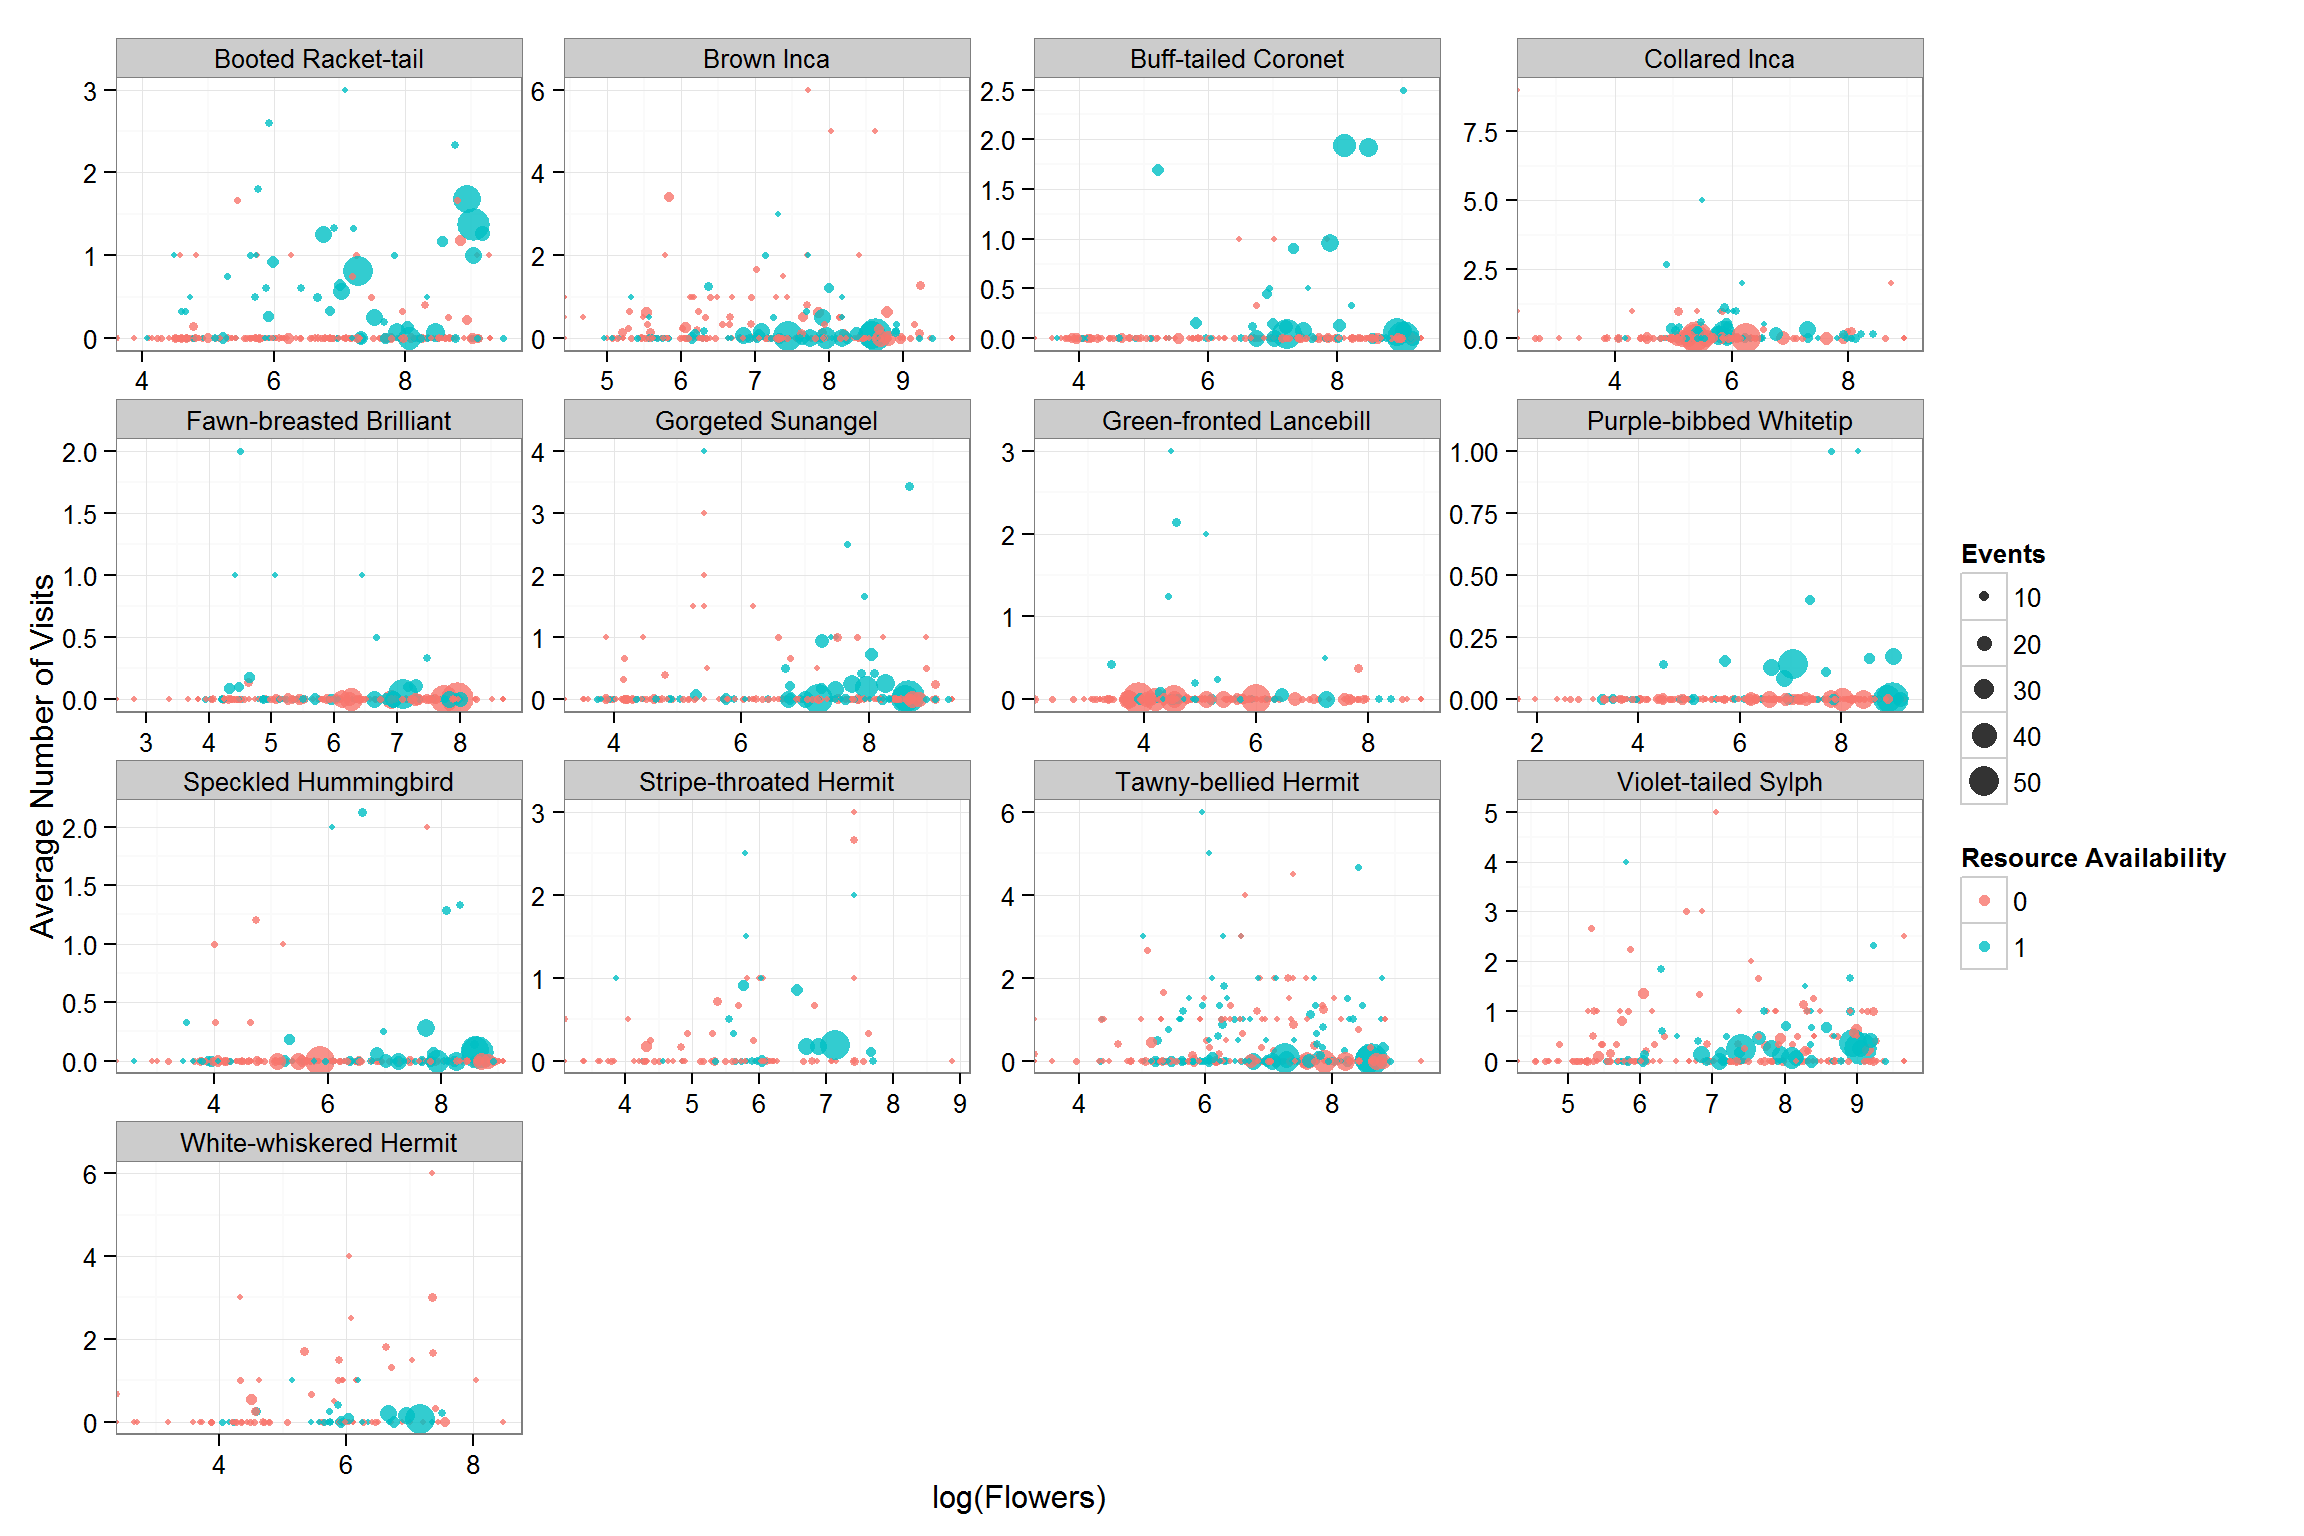 Booted Racket-tail
Brown Inca
Buff-tailed Coronet
Collared Inca
3
2
1
0
4 6 8
6
4
2
0
5 6 7 8 9
2.5
2.0
1.5
1.0
0.5
0.0
4 6 8
7.5
5.0
2.5
0.0
4 6 8
Fawn-breasted Brilliant
Gorgeted Sunangel
Green-fronted Lancebill
Purple-bibbed Whitetip
2.0
1.5
1.0
0.5
0.0
3 4 5 6 7 8
4
3
2
1
0
4 6 8
3
2
1
0
4 6 8
1.00
0.75
0.50
0.25
0.00
2 4 6 8
Speckled Hummingbird
Stripe-throated Hermit
Tawny-bellied Hermit
Violet-tailed Sylph
2.0
1.5
1.0
0.5
0.0
4 6 8
3
2
1
0
4 5 6 7 8 9
6
4
2
0
4 6 8
5
4
3
2
1
0
5 6 7 8 9
White-whiskered Hermit
6
4
2
0
4 6 8
Average Number of Visits
log(Flowers)
Events
10
20
30
40
50
Resource Availability
0
1